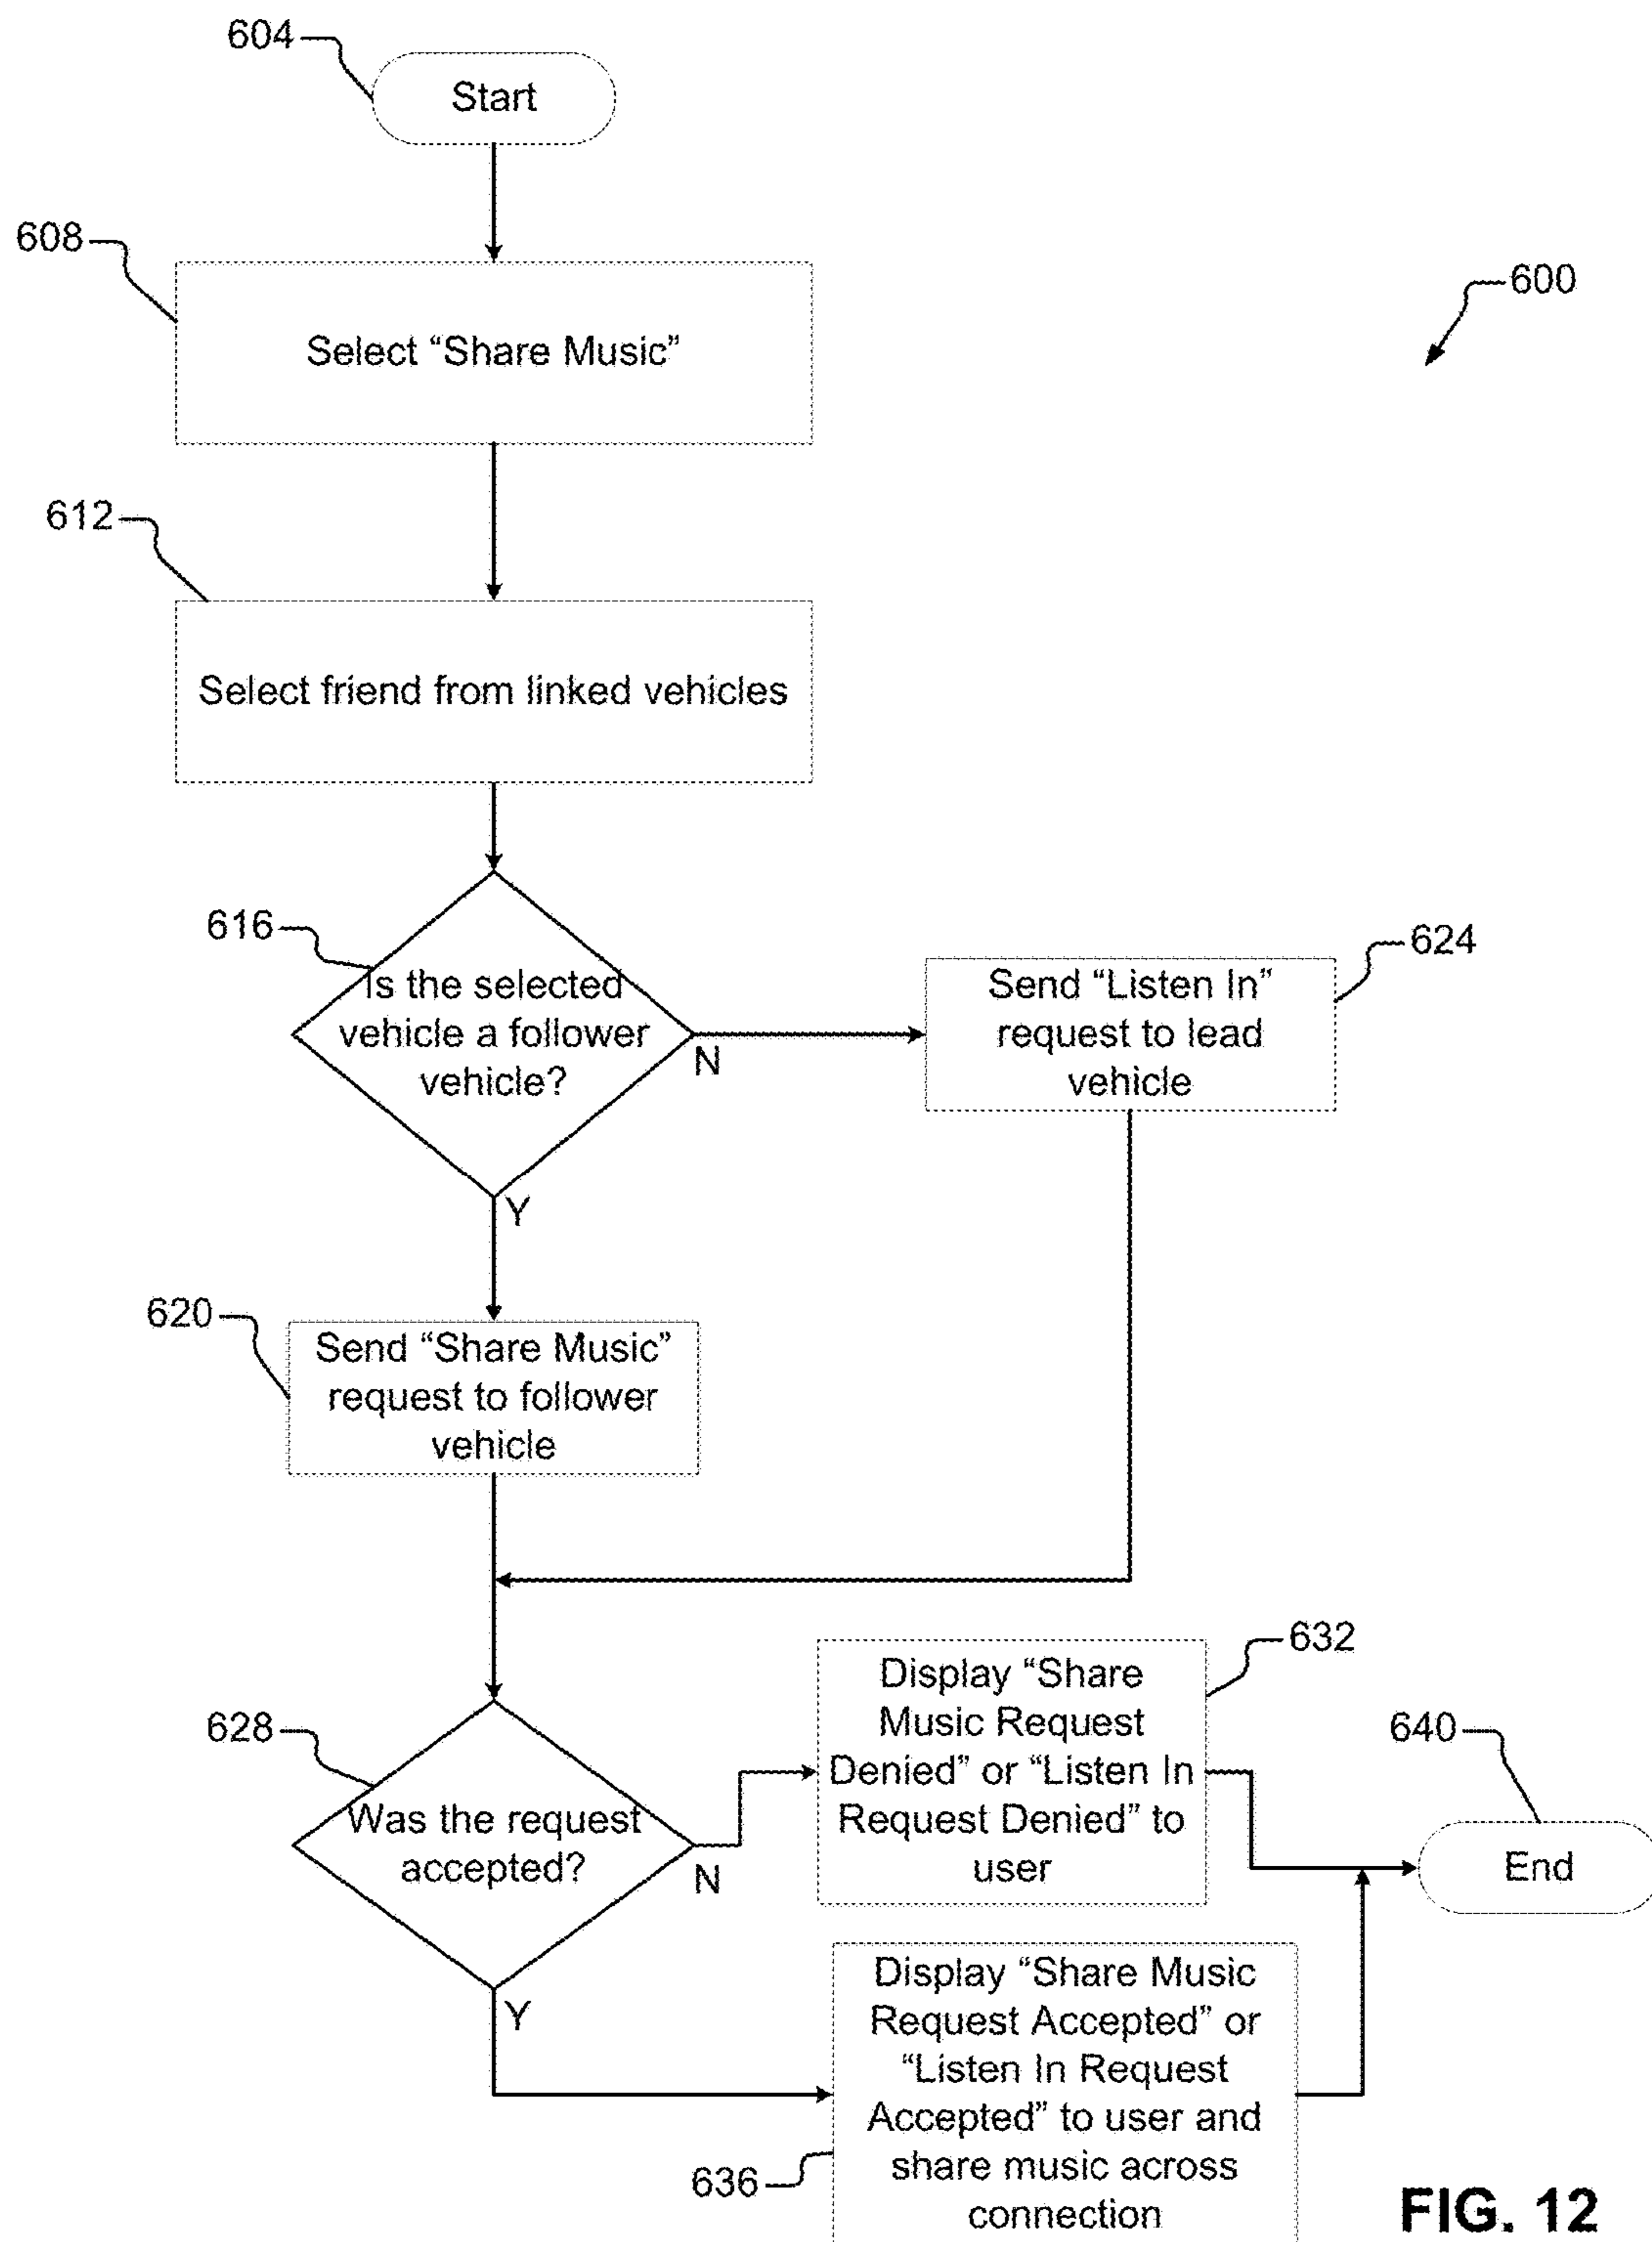 604
Start
608
Select “Share Music”
600
612
Select friend from linked vehicles
616
Is the selected
vehicle a follower
vehicle?
N
Y
Send “Listen In”
request to lead
vehicle
624
620
Send “Share Music”
request to follower
vehicle
628
Was the request
accepted?
N
Y
Display “Share
Music Request
Denied” or “Listen In
Request Denied” to
user
632
640
End
Display “Share Music
Request Accepted” or
“Listen In Request
Accepted” to user and
share music across
connection
636
FIG. 12